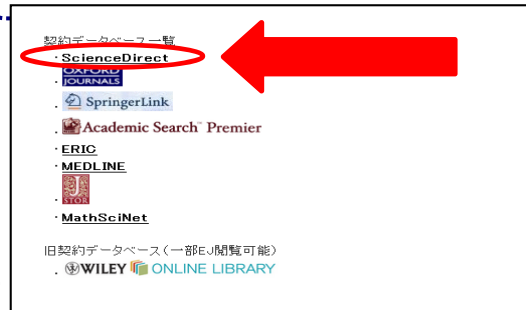 契約データベース一覧
・ScienceDirect
. OXFORD JOURNALS
. SpringerLink
. Academic Search™ Premier
・ERIC
・MEDLINE
. JSTOR
・MathSciNet
旧契約データベース(一部EJ閲覧可能)
. WILEY ONLINE LIBRARY